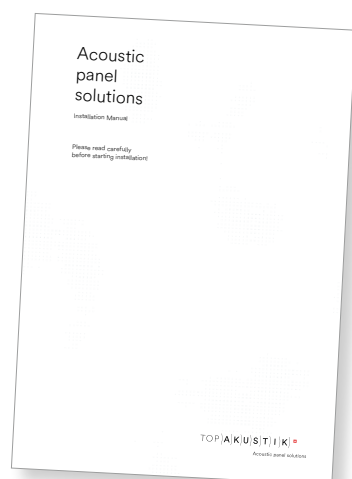 Acoustic
panel
solutions
Installation Manual
Please read carefully
before starting installation!
TOP AKUSTIK
Acoustic panel solutions